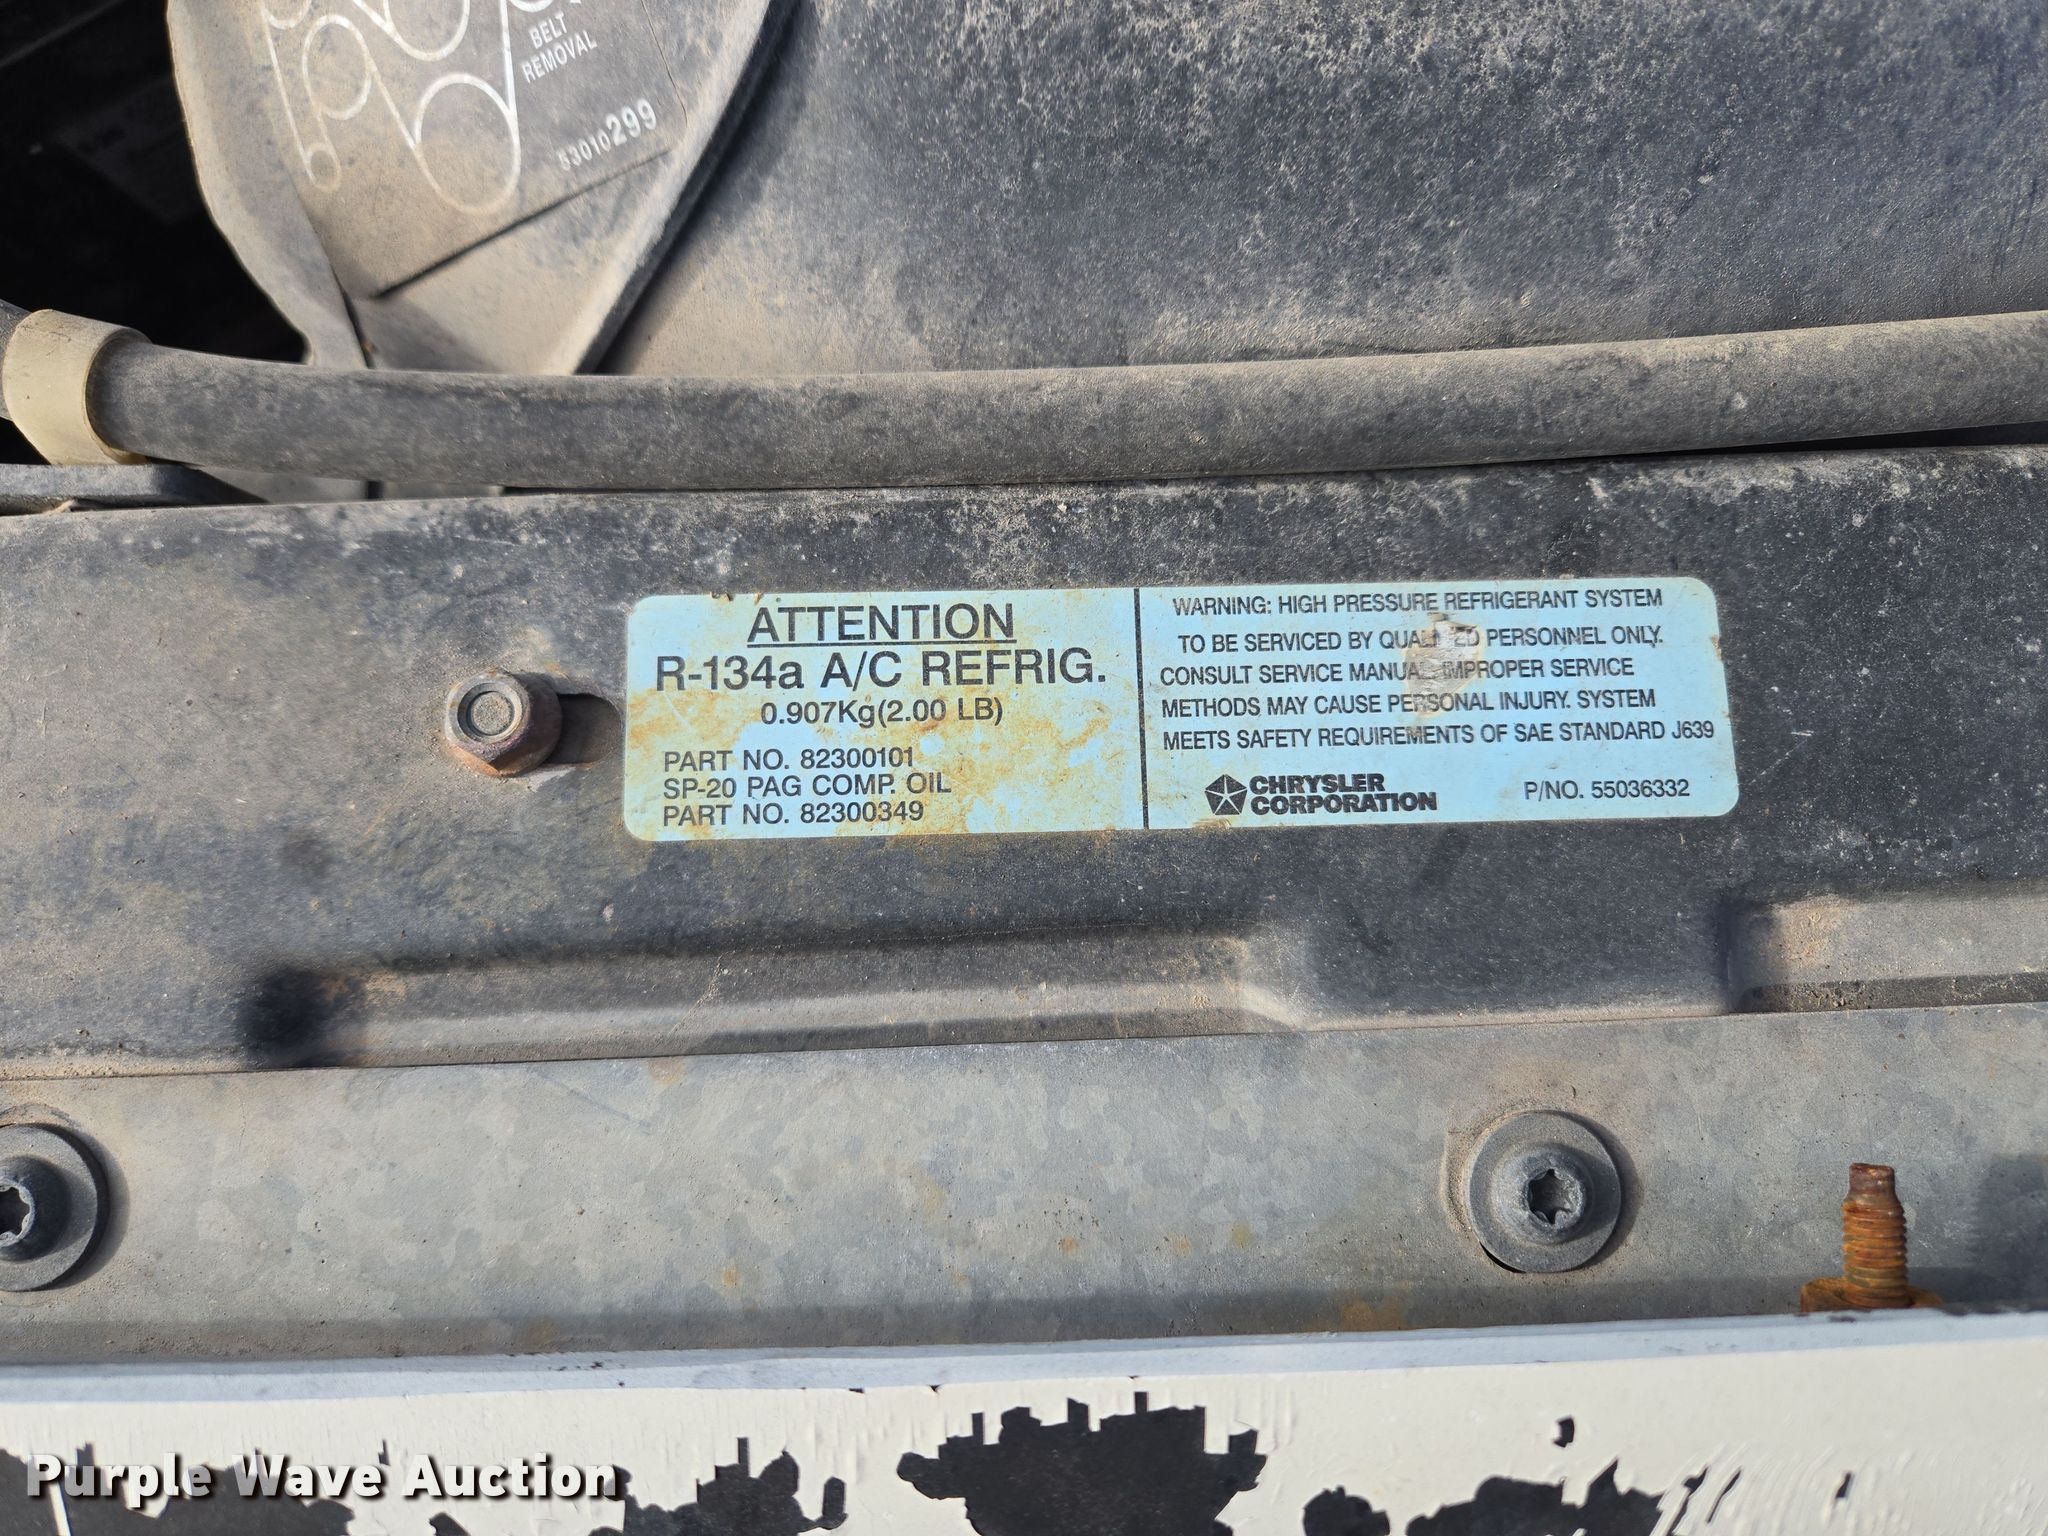 BELT
REMOVAL
53010299
ATTENTION
R-134a A/C REFRIG.
0.907Kg(2.00 LB)
PART NO. 82300101
SP-20 PAG COMP. OIL
PART NO. 82300349
WARNING: HIGH PRESSURE REFRIGERANT SYSTEM
TO BE SERVICED BY QUALIFIED PERSONNEL ONLY.
CONSULT SERVICE MANUAL. IMPROPER SERVICE
METHODS MAY CAUSE PERSONAL INJURY. SYSTEM
MEETS SAFETY REQUIREMENTS OF SAE STANDARD J639
CHRYSLER
CORPORATION
P/NO. 55036332
Purple Wave Auction